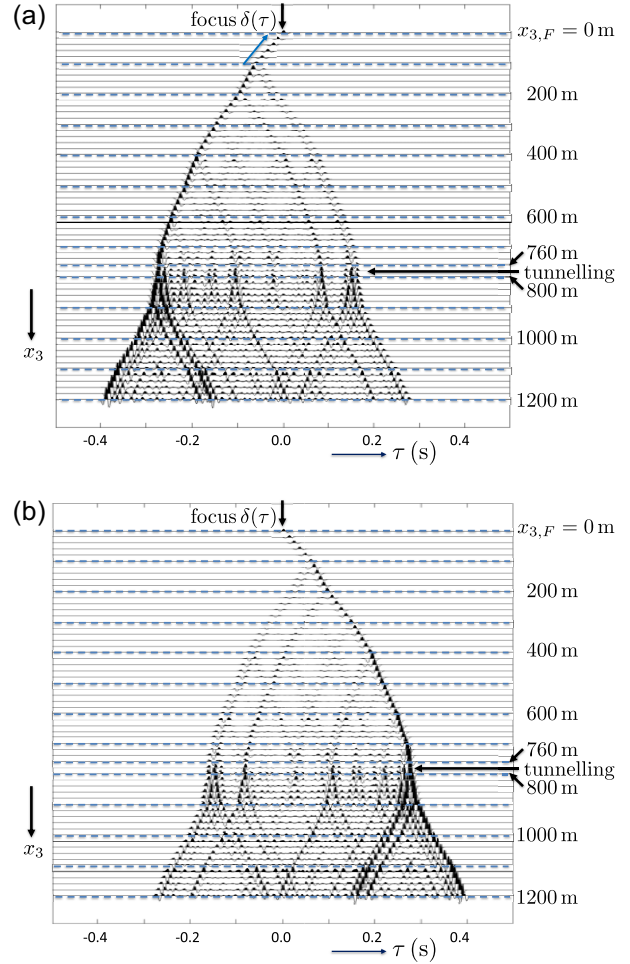 (a)
focus δ(τ)
x₃,F = 0 m
200 m
400 m
600 m
760 m
tunnelling
800 m
x₃
1000 m
1200 m
-0.4 -0.2 0.0 0.2 0.4
τ (s)
(b)
focus δ(τ)
x₃,F = 0 m
200 m
400 m
600 m
760 m
tunnelling
800 m
x₃
1000 m
1200 m
-0.4 -0.2 0.0 0.2 0.4
τ (s)